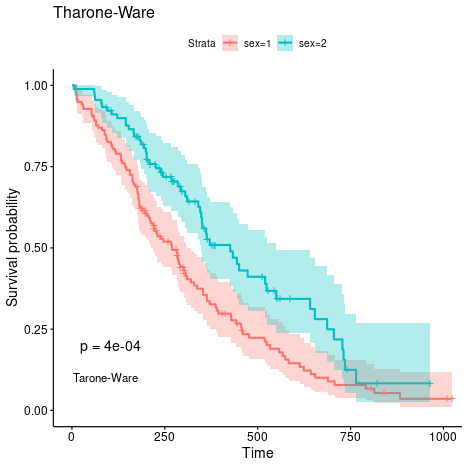 Tharone-Ware
Strata sex=1 sex=2
1.00
0.75
0.50
0.25
0.00
Survival probability
p = 4e-04
Tarone-Ware
0 250 500 750 1000
Time